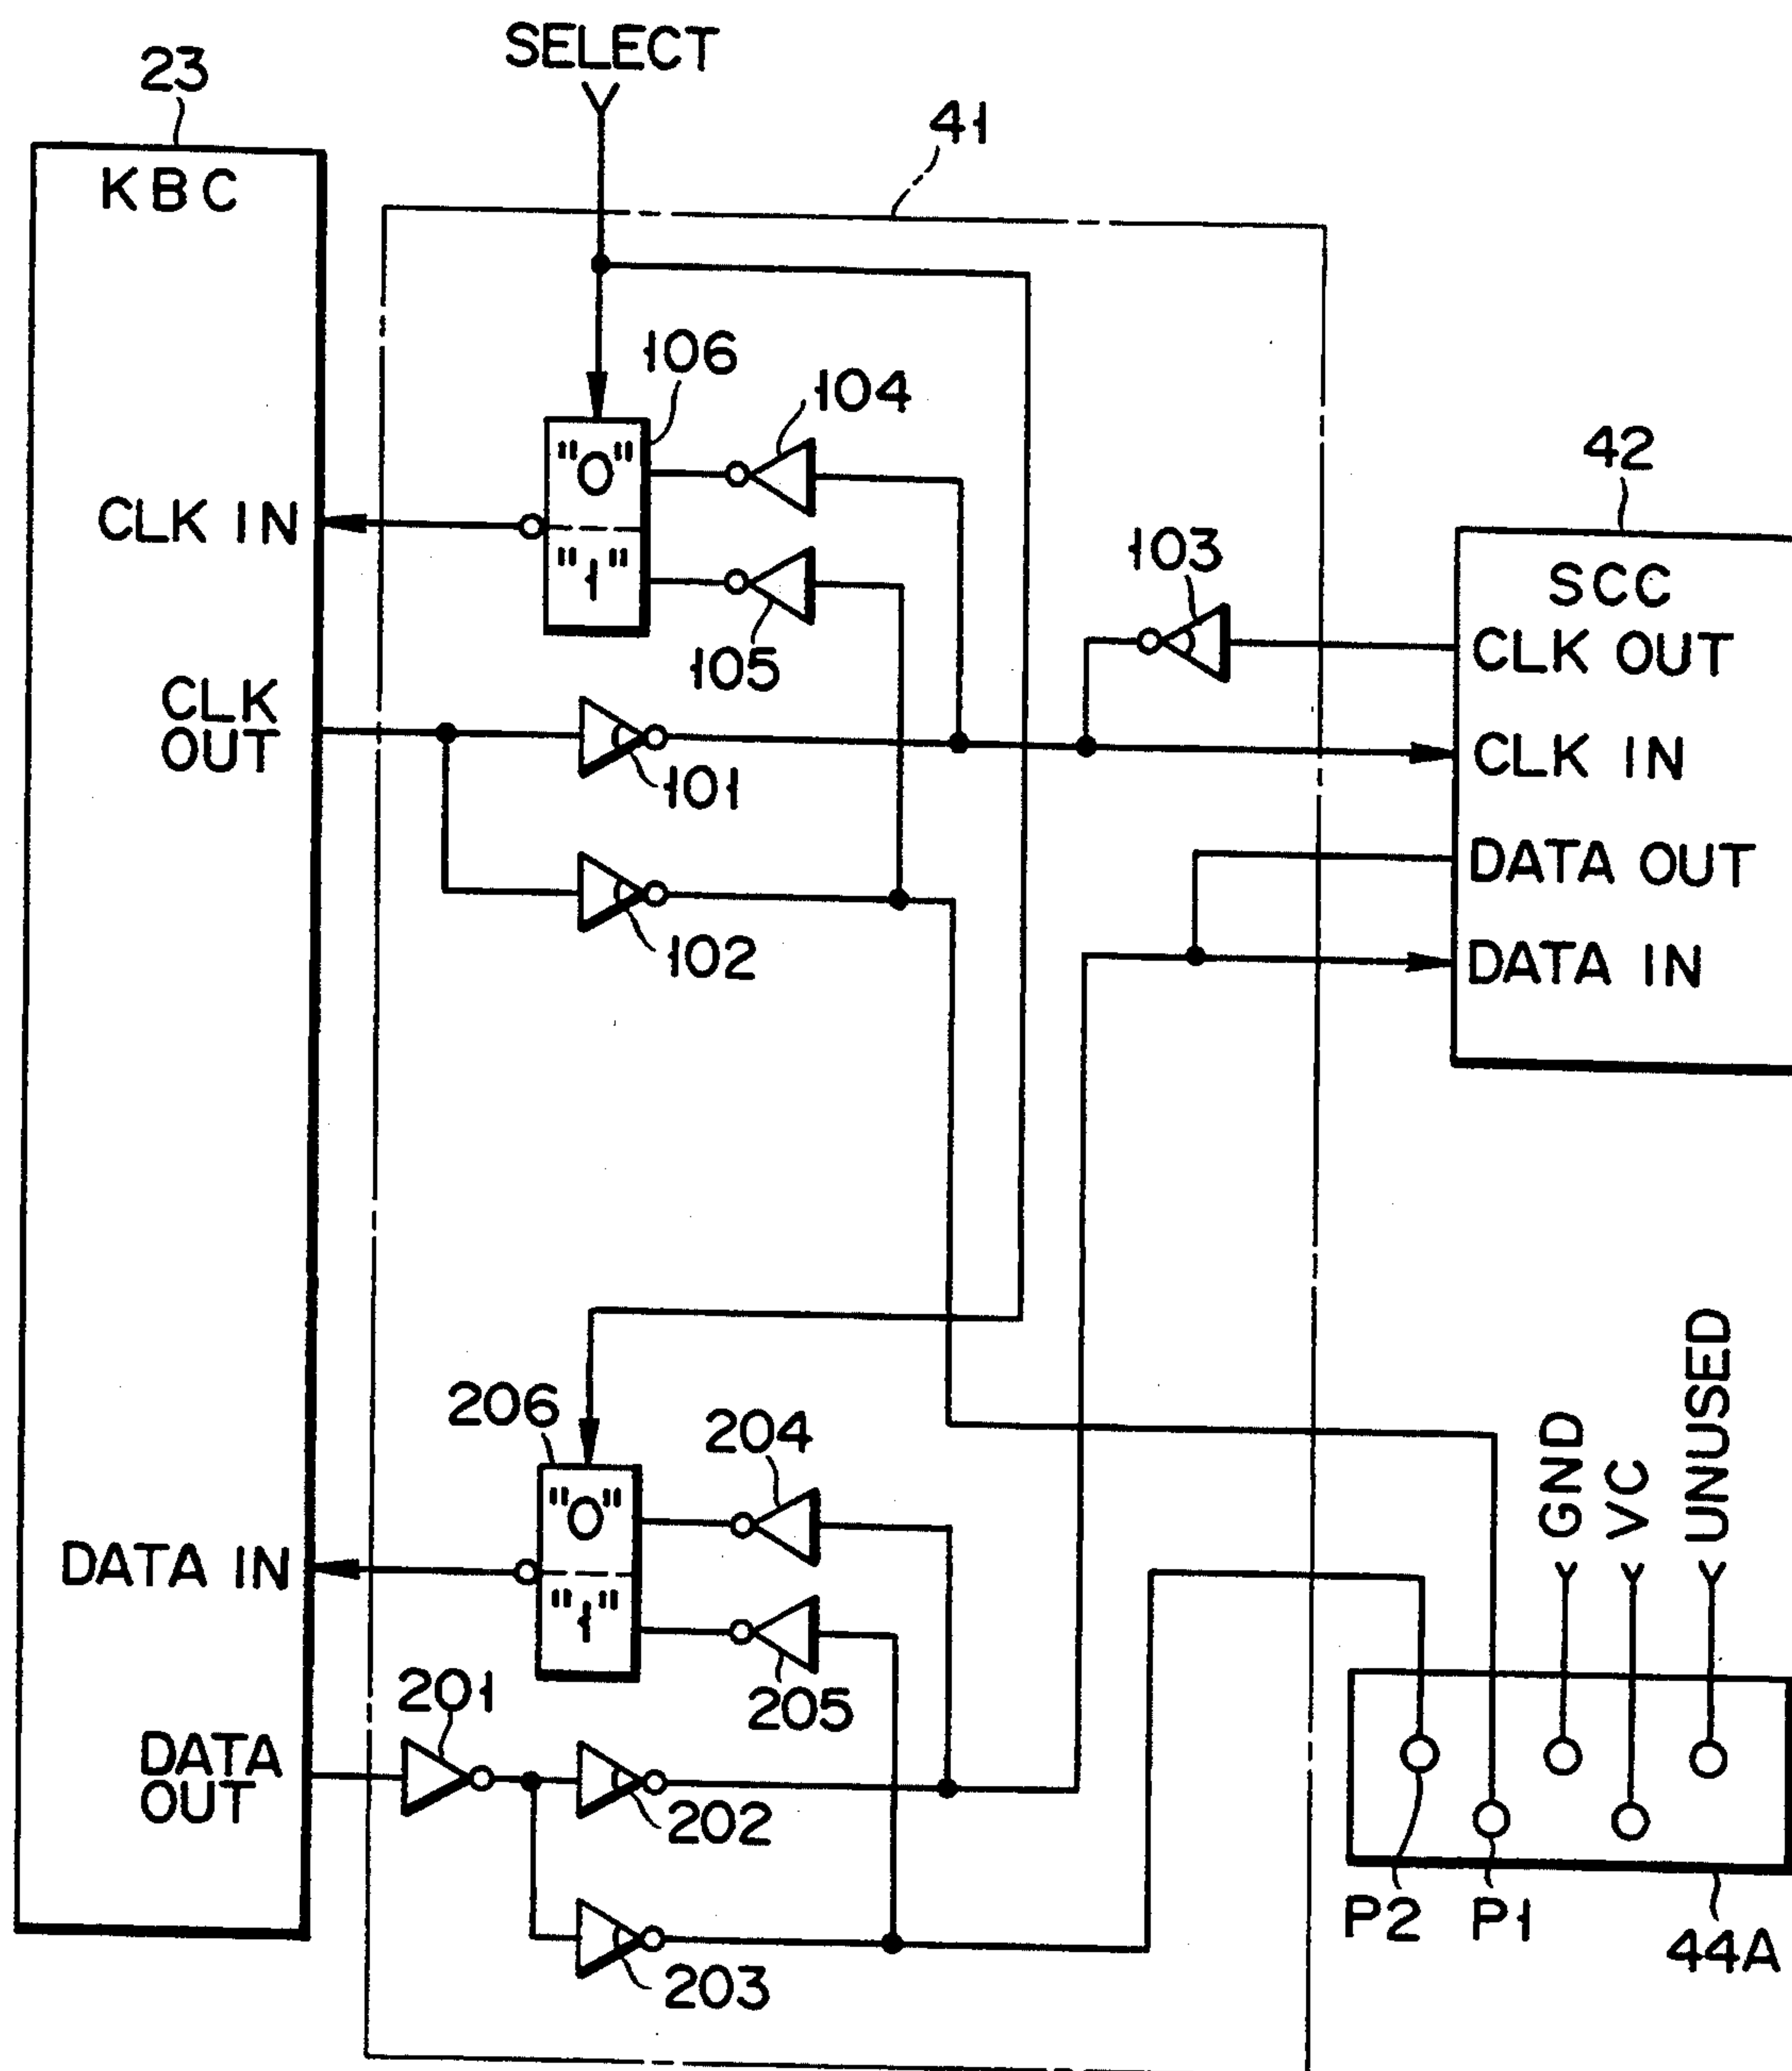 SELECT
23
41
KBC
106
104
"0"
42
CLK IN
103
"1"
SCC
105
CLK OUT
CLK
OUT
CLK IN
101
DATA OUT
102
DATA IN
206
204
GND
VC
UNUSED
"0"
DATA IN
"1"
201
205
DATA
OUT
202
P2
P1
203
44A